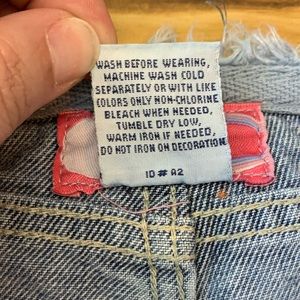 WASH BEFORE WEARING,
MACHINE WASH COLD
SEPARATELY OR WITH LIKE
COLORS ONLY NON-CHLORINE
BLEACH WHEN NEEDED,
TUMBLE DRY LOW,
WARM IRON IF NEEDED,
DO NOT IRON ON DECORATION
ID # A2